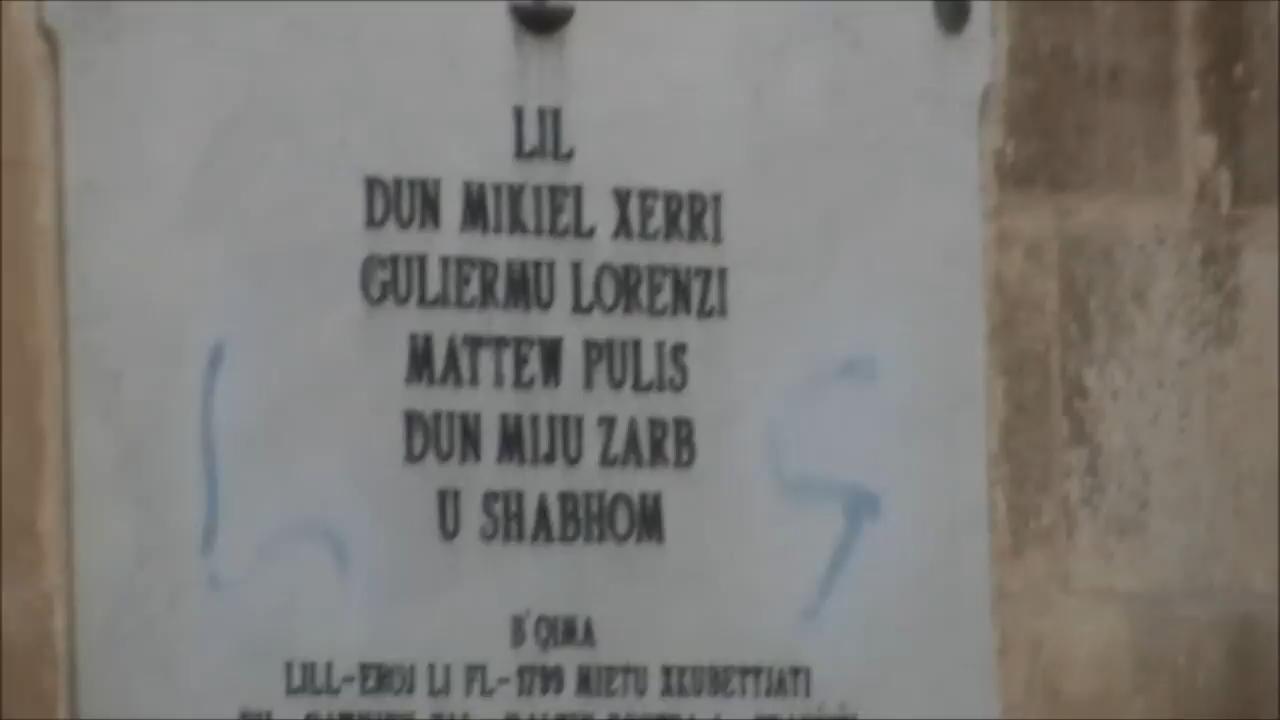 LIL
DUN MIKIEL XERRI
GULIERMU LORENZI
MATTEW PULIS
DUN MIJU ZARB
U SHABHOM
B'QIMA
LILL-EROJ LI FL-1799 MIETU XKUBETTJATI